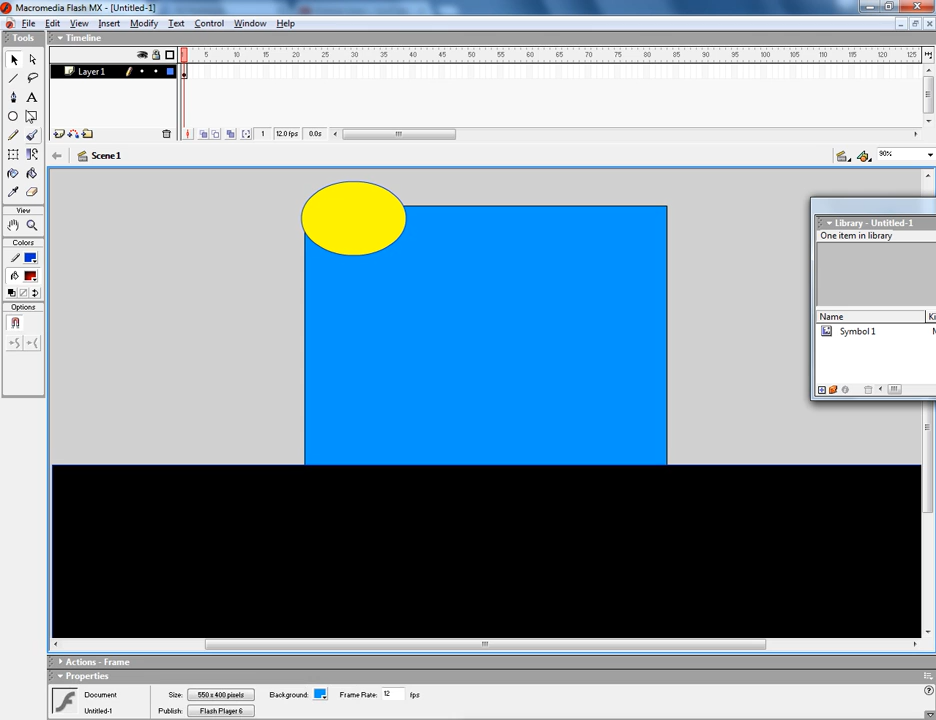 Macromedia Flash MX - [Untitled-1]
File Edit View Insert Modify Text Control Window Help
Tools
Timeline
5 10 15 20 25 30 35 40 45 50 55 60 65 70 75 80 85 90 95 100 105 110 115 120 125
Layer 1
1 12.0 fps 0.0s
Scene 1
90%
View
Colors
Options
Library - Untitled-1
One item in library
Name
Symbol 1
Actions - Frame
Properties
Document
Size: 550 x 400 pixels
Background:
Frame Rate: 12 fps
Untitled-1
Publish: Flash Player 6